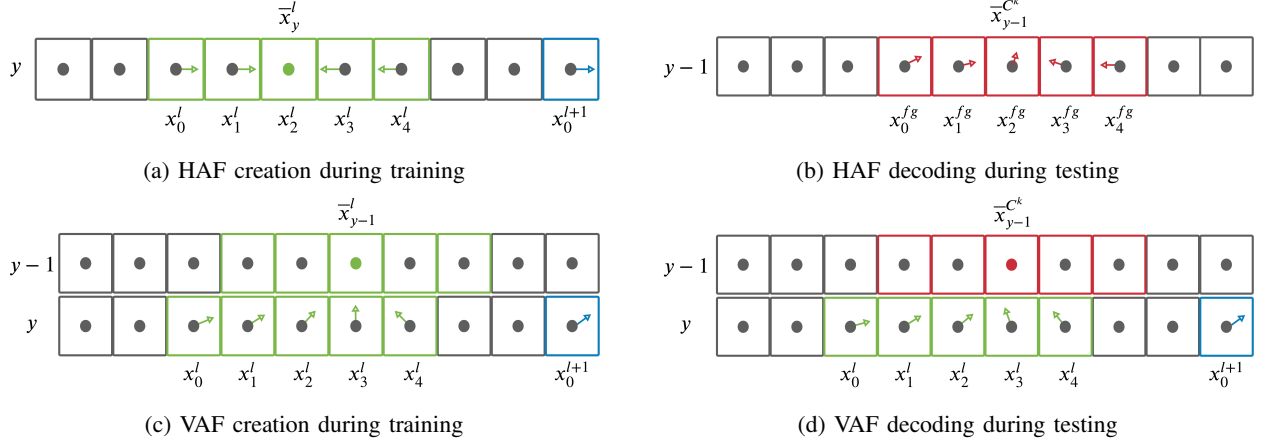 x̅_y^l
y
x_0^l x_1^l x_2^l x_3^l x_4^l x_0^{l+1}
(a) HAF creation during training
x̅_{y−1}^{C^k}
y − 1
x_0^{fg} x_1^{fg} x_2^{fg} x_3^{fg} x_4^{fg}
(b) HAF decoding during testing
x̅_{y−1}^l
y − 1
y
x_0^l x_1^l x_2^l x_3^l x_4^l x_0^{l+1}
(c) VAF creation during training
x̅_{y−1}^{C^k}
y − 1
y
x_0^l x_1^l x_2^l x_3^l x_4^l x_0^{l+1}
(d) VAF decoding during testing